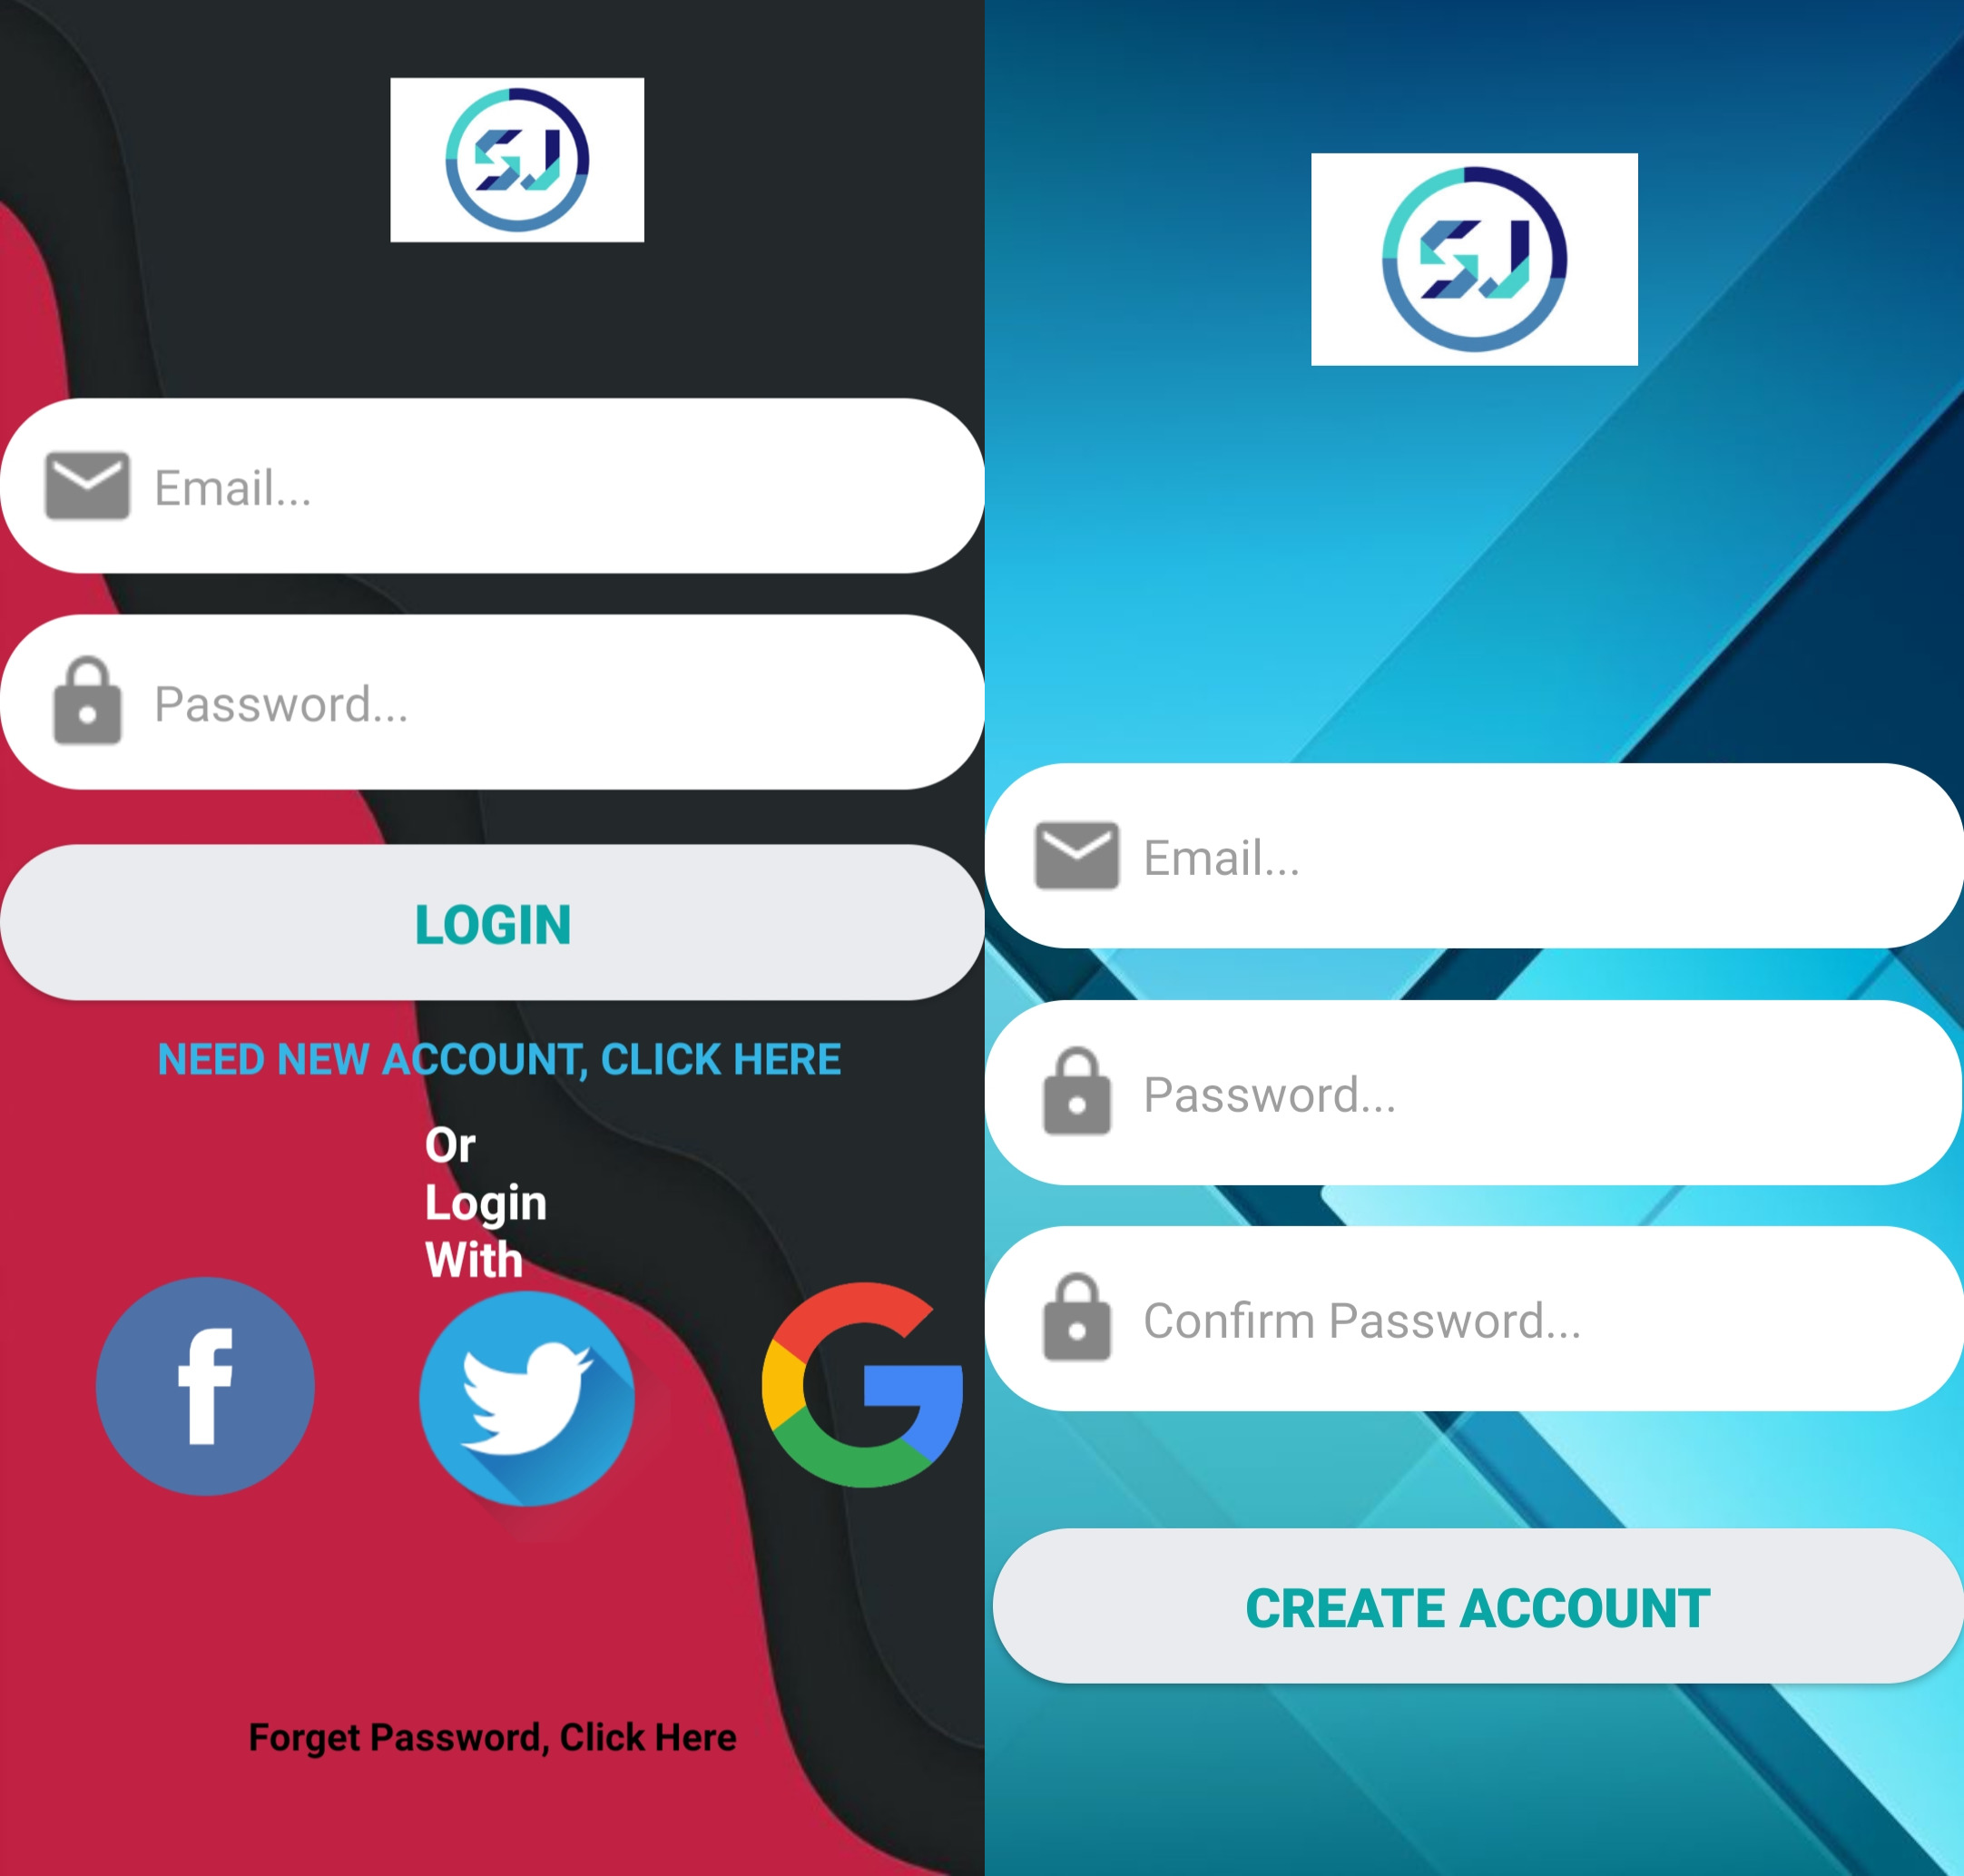 SJ
Email...
Password...
LOGIN
NEED NEW ACCOUNT, CLICK HERE
Or
Login
With
f
G
Forget Password, Click Here
SJ
Email...
Password...
Confirm Password...
CREATE ACCOUNT